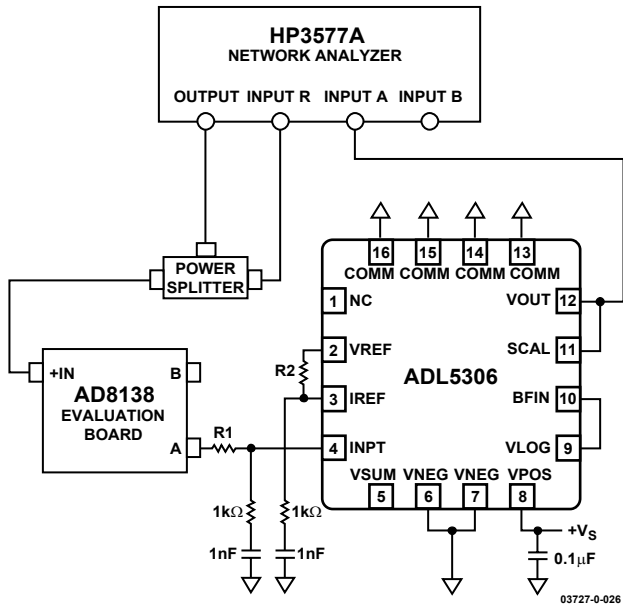 HP3577A
NETWORK ANALYZER
OUTPUT INPUT R INPUT A INPUT B
16 15 14 13
COMM COMM COMM COMM
POWER
SPLITTER
1 NC
VOUT 12
2 VREF
SCAL 11
R2
ADL5306
+IN
B
AD8138
EVALUATION
BOARD
3 IREF
BFIN 10
A
R1
4 INPT
VLOG 9
VSUM VNEG VNEG VPOS
5 6 7 8
1kΩ 1kΩ
+VS
1nF 1nF
0.1μF
03727-0-026